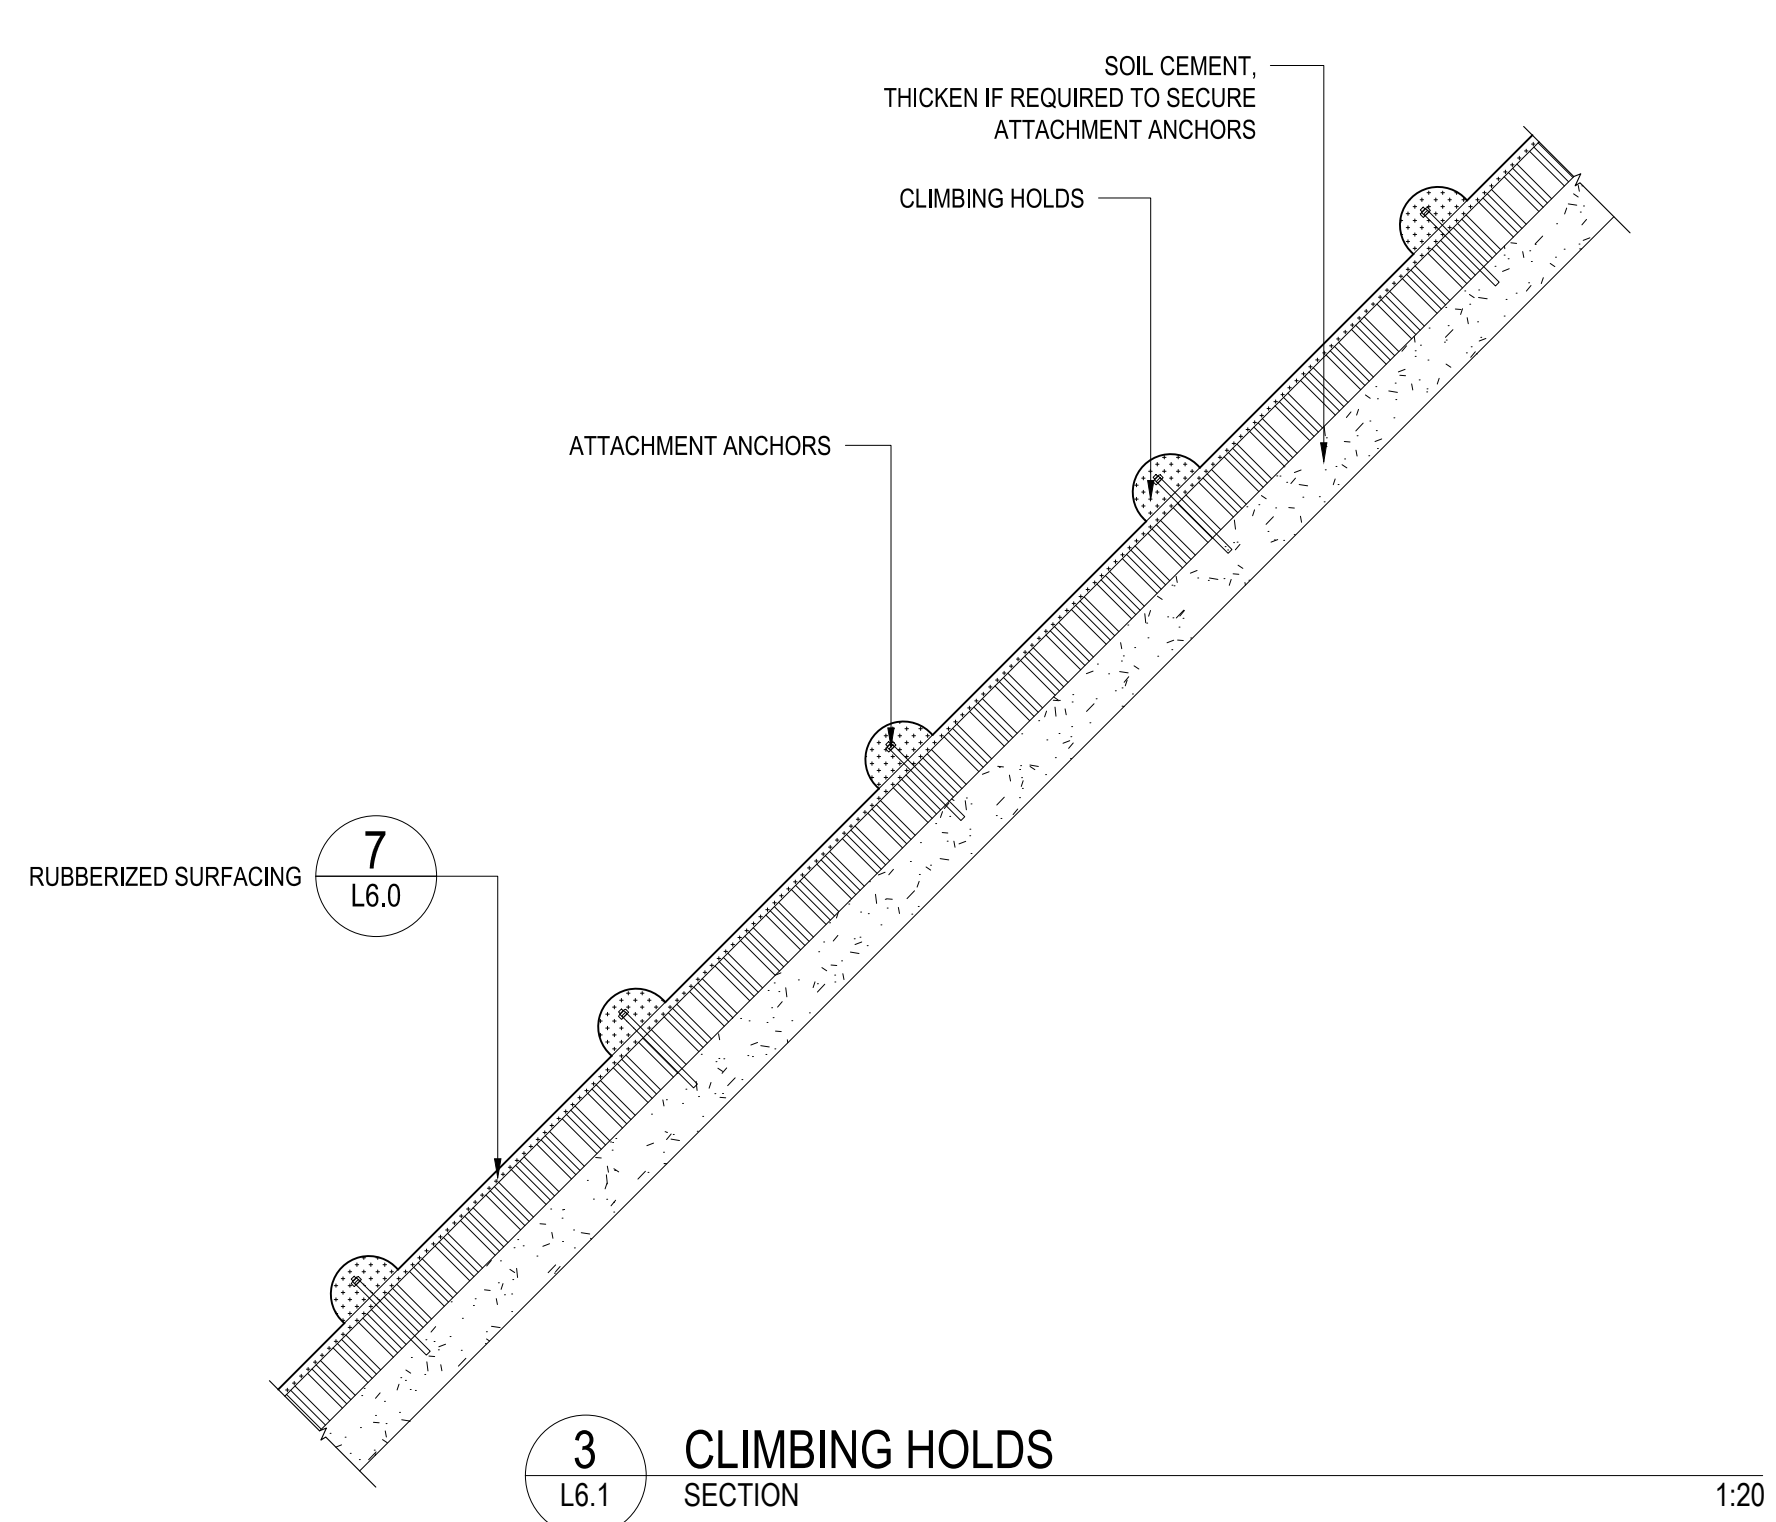 SOIL CEMENT,
THICKEN IF REQUIRED TO SECURE
ATTACHMENT ANCHORS
CLIMBING HOLDS
ATTACHMENT ANCHORS
RUBBERIZED SURFACING
7
L6.0
3
L6.1
CLIMBING HOLDS
SECTION
1:20